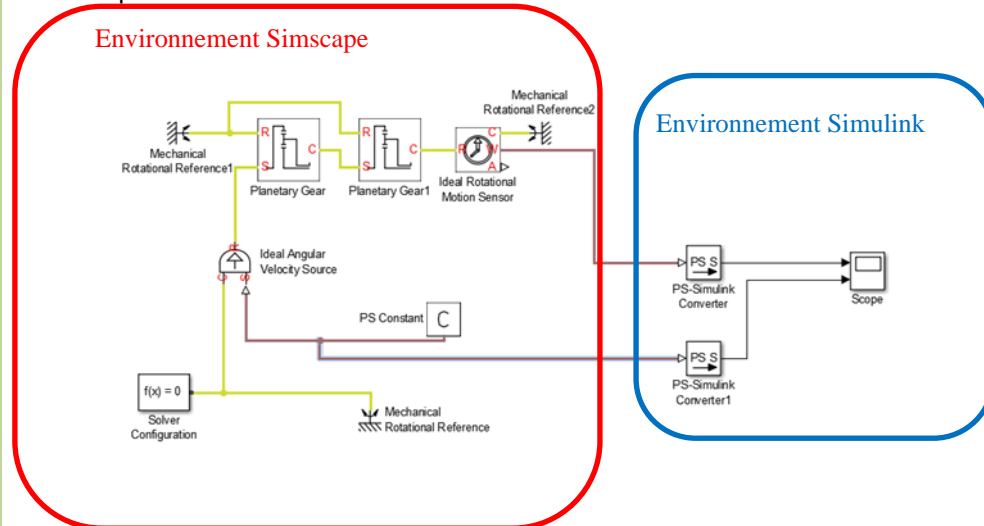 Environnement Simscape
Mechanical
Rotational Reference2
Environnement Simulink
R
C
S
R
C
S
R
C
W
A
Mechanical
Rotational Reference1
Planetary Gear
Planetary Gear1
Ideal Rotational
Motion Sensor
R
C
S
Ideal Angular
Velocity Source
PS S
PS-Simulink
Converter
Scope
PS Constant
C
PS S
PS-Simulink
Converter1
f(x) = 0
Solver
Configuration
Mechanical
Rotational Reference